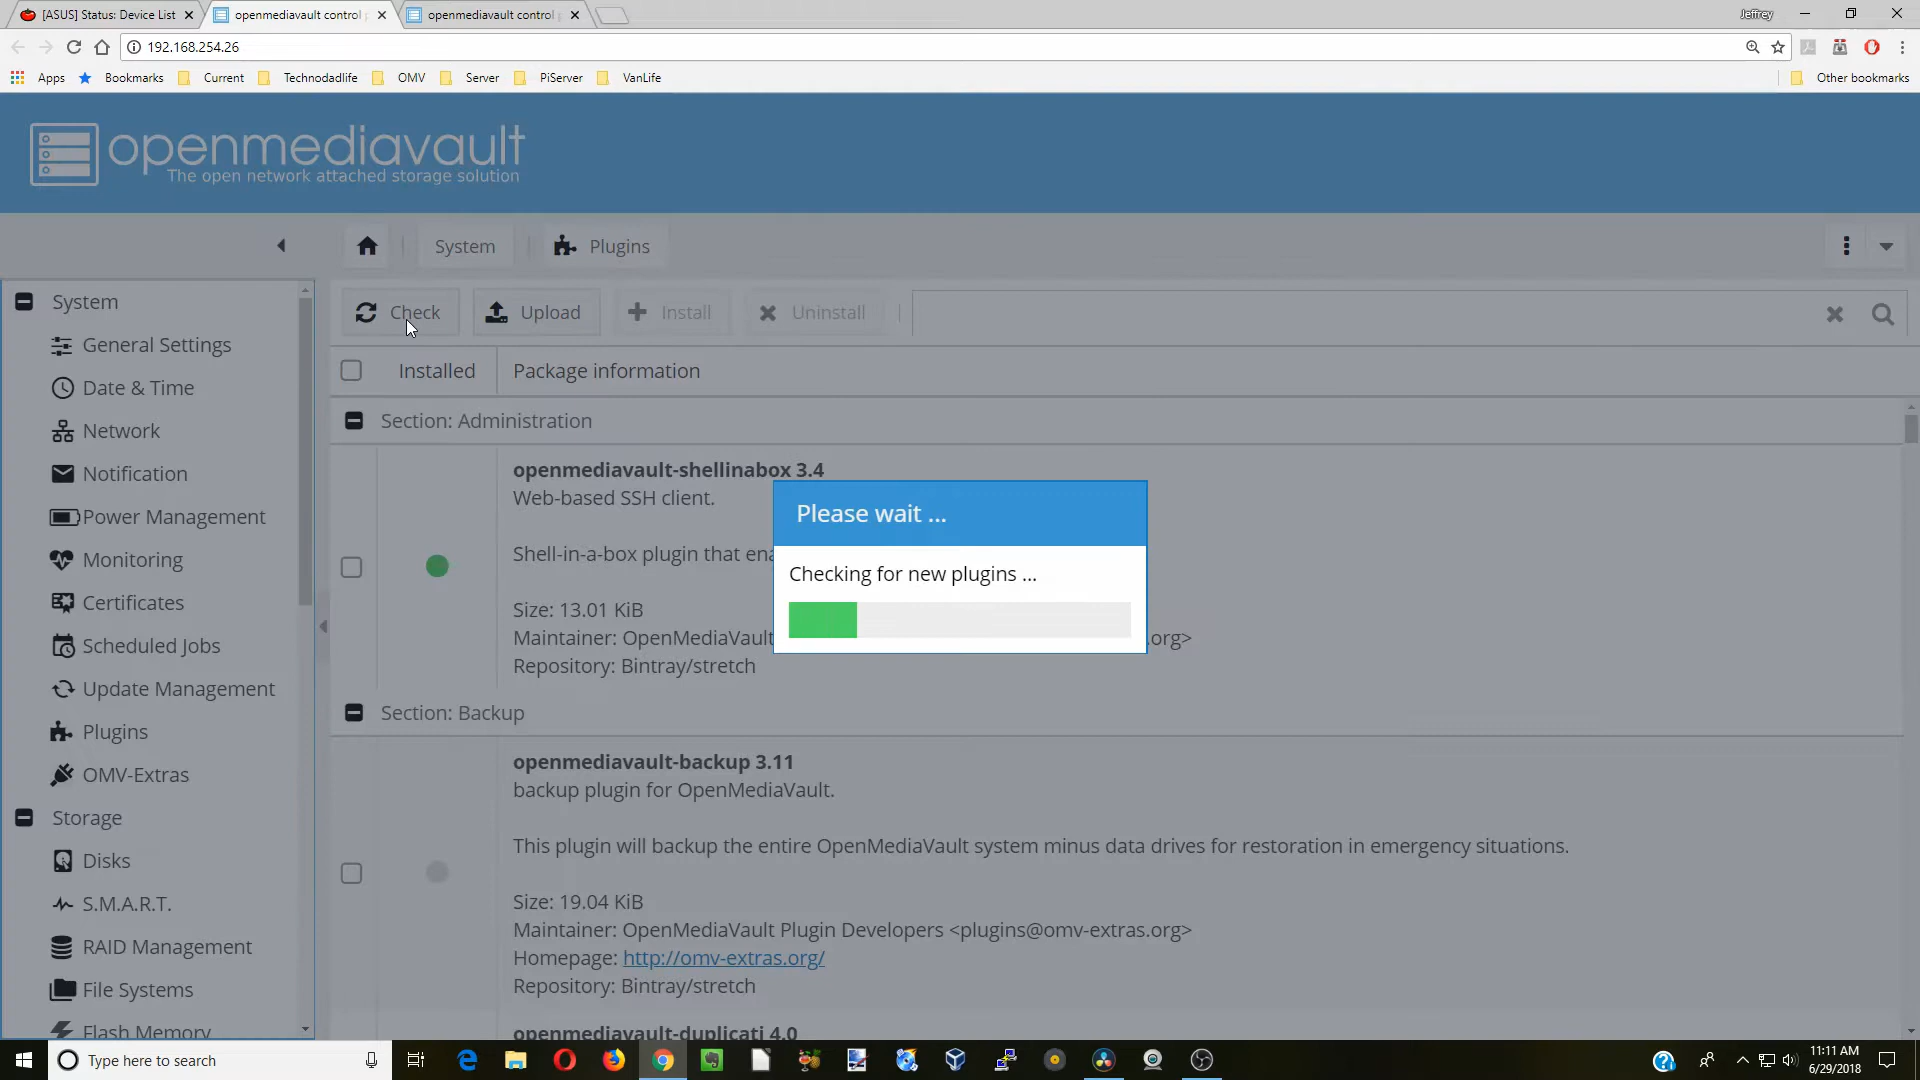 [ASUS] Status: Device List
openmediavault control
openmediavault control
Jeffrey
192.168.254.26
Apps
Bookmarks
Current
Technodadlife
OMV
Server
PiServer
VanLife
Other bookmarks
openmediavault
The open network attached storage solution
System
Plugins
System
General Settings
Date & Time
Network
Notification
Power Management
Monitoring
Certificates
Scheduled Jobs
Update Management
Plugins
OMV-Extras
Storage
Disks
S.M.A.R.T.
RAID Management
File Systems
Flash Memory
Check
Upload
Install
Uninstall
Installed
Package information
Section: Administration
openmediavault-shellinabox 3.4
Web-based SSH client.
Shell-in-a-box plugin that ena
Size: 13.01 KiB
Maintainer: OpenMediaVault
.org>
Repository: Bintray/stretch
Please wait ...
Checking for new plugins ...
Section: Backup
openmediavault-backup 3.11
backup plugin for OpenMediaVault.
This plugin will backup the entire OpenMediaVault system minus data drives for restoration in emergency situations.
Size: 19.04 KiB
Maintainer: OpenMediaVault Plugin Developers <plugins@omv-extras.org>
Homepage: http://omv-extras.org/
Repository: Bintray/stretch
openmediavault-duplicati 4.0
Type here to search
11:11 AM
6/29/2018